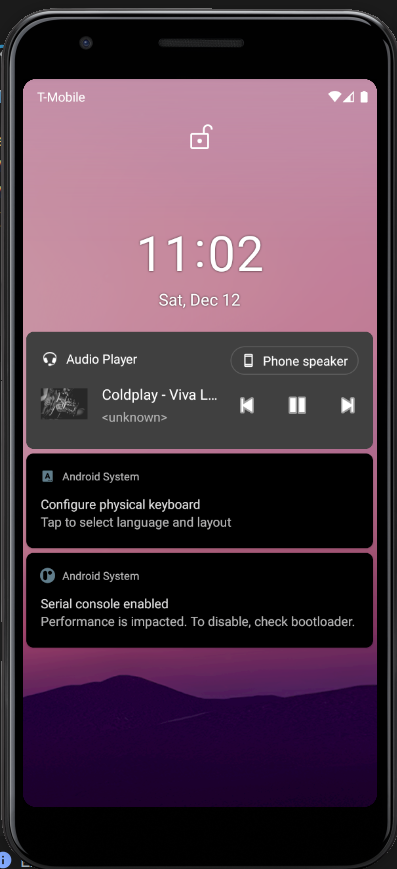 T-Mobile
11:02
Sat, Dec 12
Audio Player
Phone speaker
Coldplay - Viva L...
<unknown>
Android System
Configure physical keyboard
Tap to select language and layout
Android System
Serial console enabled
Performance is impacted. To disable, check bootloader.